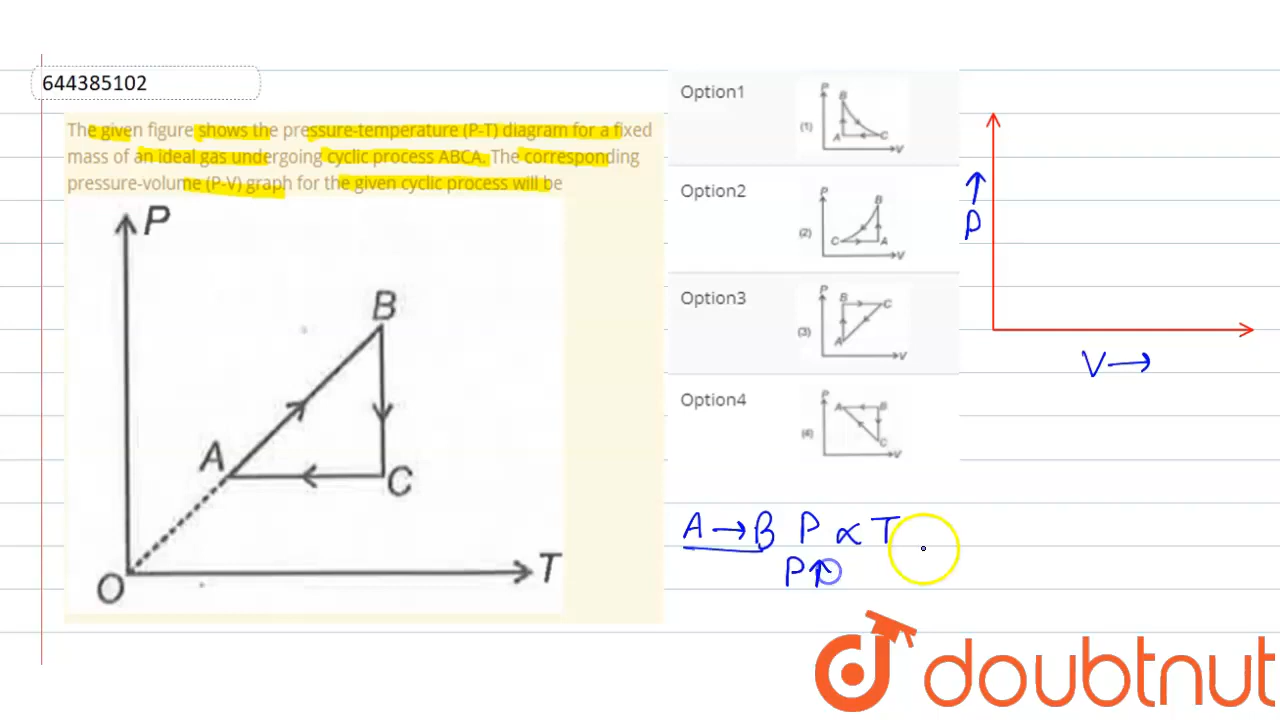 644385102
The given figure shows the pressure-temperature (P-T) diagram for a fixed
mass of an ideal gas undergoing cyclic process ABCA. The corresponding
pressure-volume (P-V) graph for the given cyclic process will be
P
B
A
C
O
T
Option1
(1)
P
B
A
C
V
Option2
(2)
P
B
C
A
V
Option3
(3)
P
B
C
A
V
Option4
(4)
P
A
B
C
V
↑
P
V →
A → B P ∝ T
P↑
doubtnut